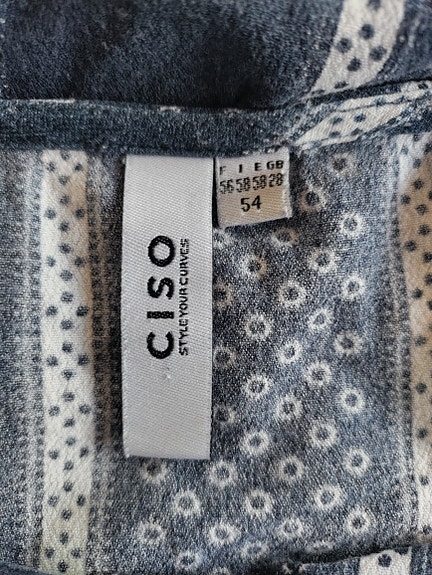 CISO
STYLE YOUR CURVES
F I E GB
56 58 58 28
54